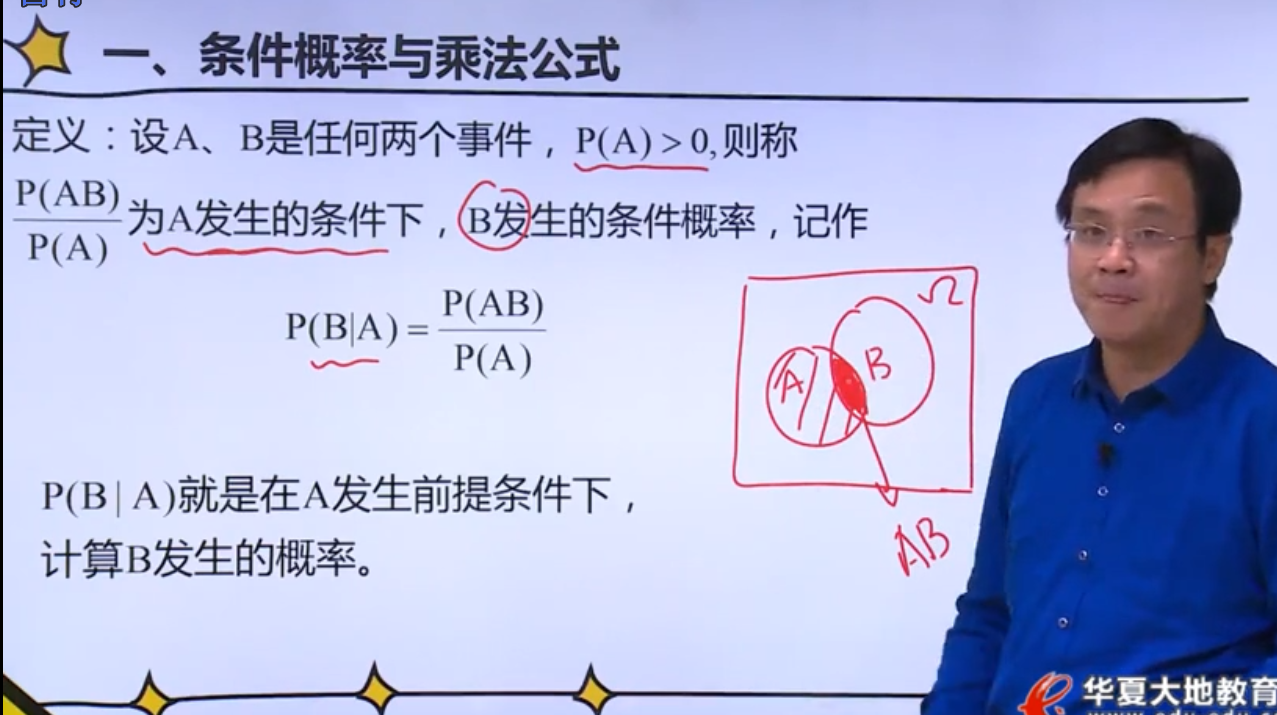 一、条件概率与乘法公式
定义：设A、B是任何两个事件，P(A)>0,则称
P(AB)
P(A)
为A发生的条件下，B发生的条件概率，记作
P(B|A)=
P(AB)
P(A)
Ω
A
B
AB
P(B|A)就是在A发生前提条件下，
计算B发生的概率。
华夏大地教育